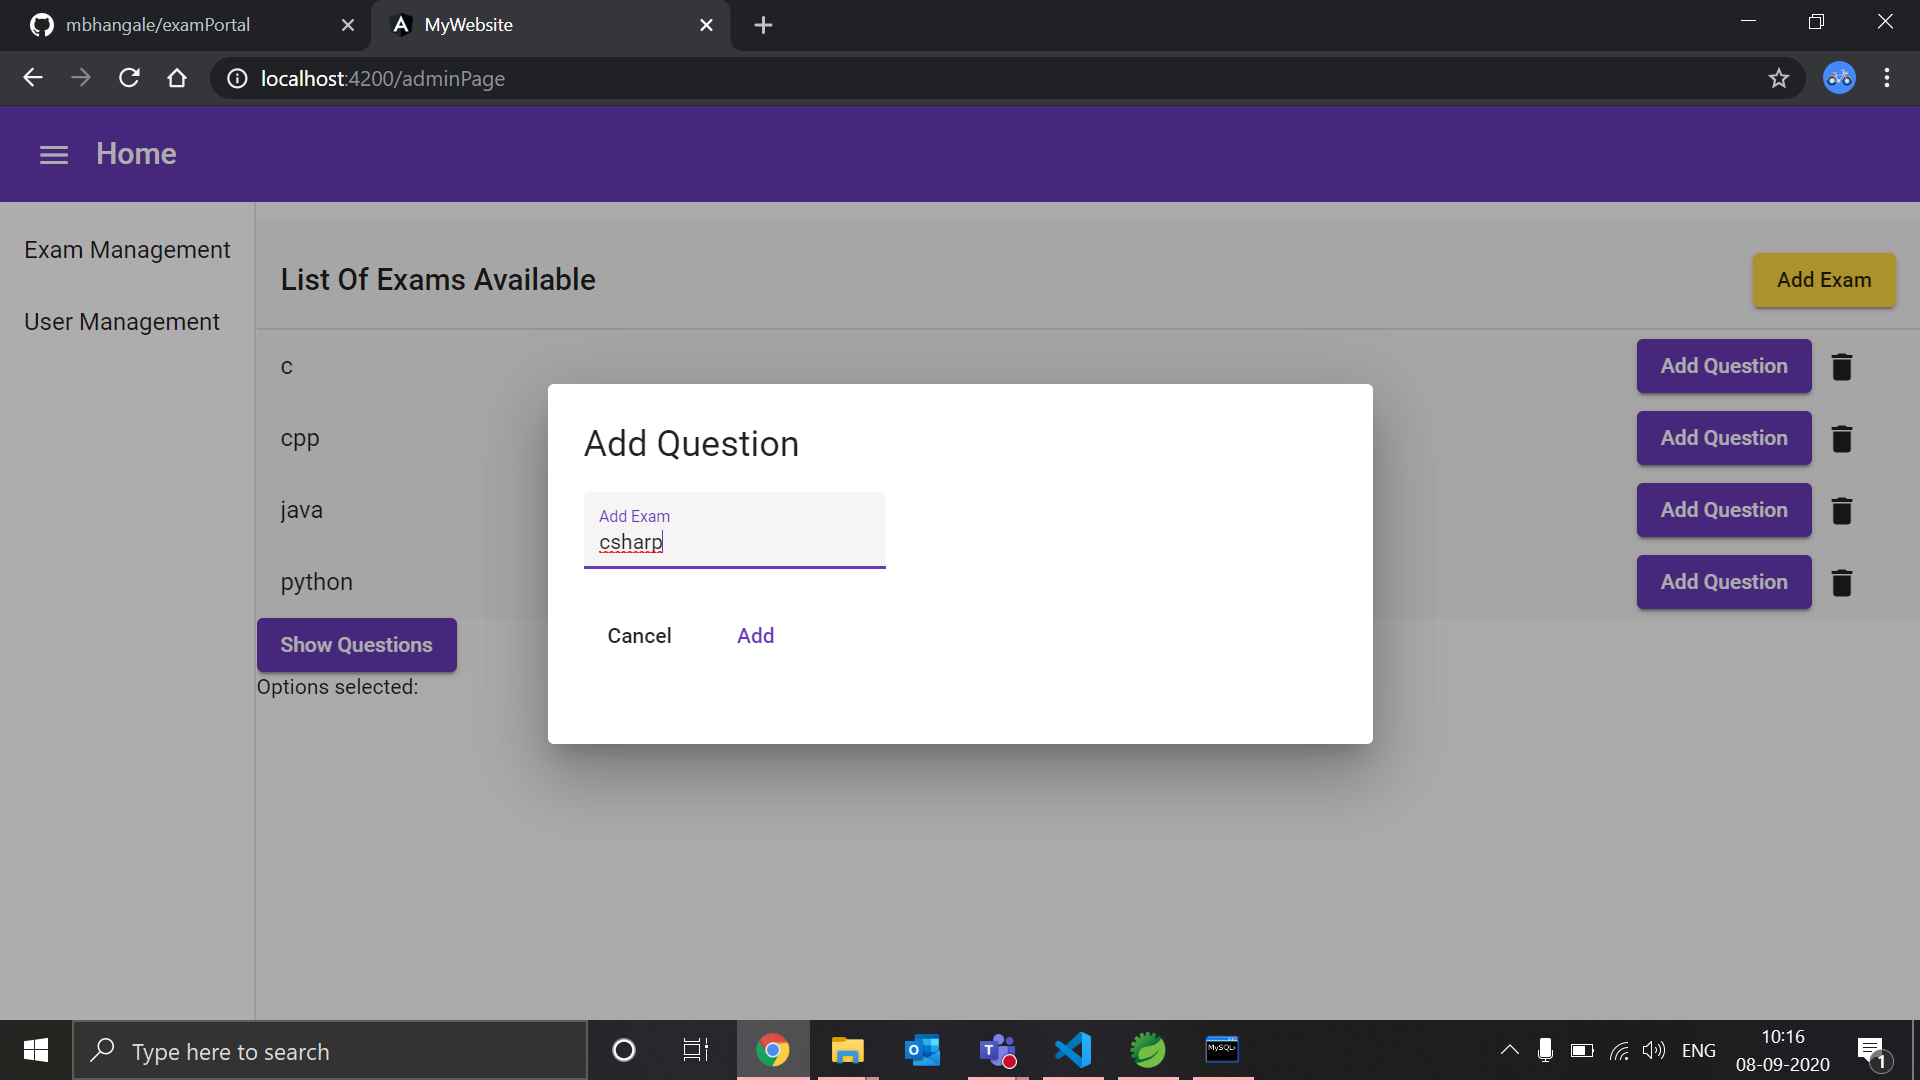 mbhangale/examPortal
MyWebsite
localhost:4200/adminPage
Home
Exam Management
User Management
List Of Exams Available
Add Exam
c
Add Question
cpp
Add Question
java
Add Question
python
Add Question
Show Questions
Options selected:
Add Question
Add Exam
csharp
Cancel
Add
Type here to search
MySQL>
ENG
10:16
08-09-2020
1